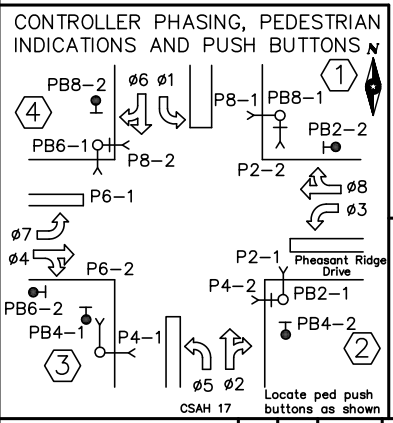 CONTROLLER PHASING, PEDESTRIAN
INDICATIONS AND PUSH BUTTONS
N
PB8-2
ø6 ø1
1
P8-1
PB8-1
4
PB2-2
PB6-1
P8-2
P2-2
ø8
P6-1
ø3
ø7
ø4
P2-1
Pheasant Ridge
Drive
P6-2
P4-2
PB6-2
PB2-1
PB4-1
P4-1
PB4-2
3
2
ø5 ø2
CSAH 17
Locate ped push
buttons as shown